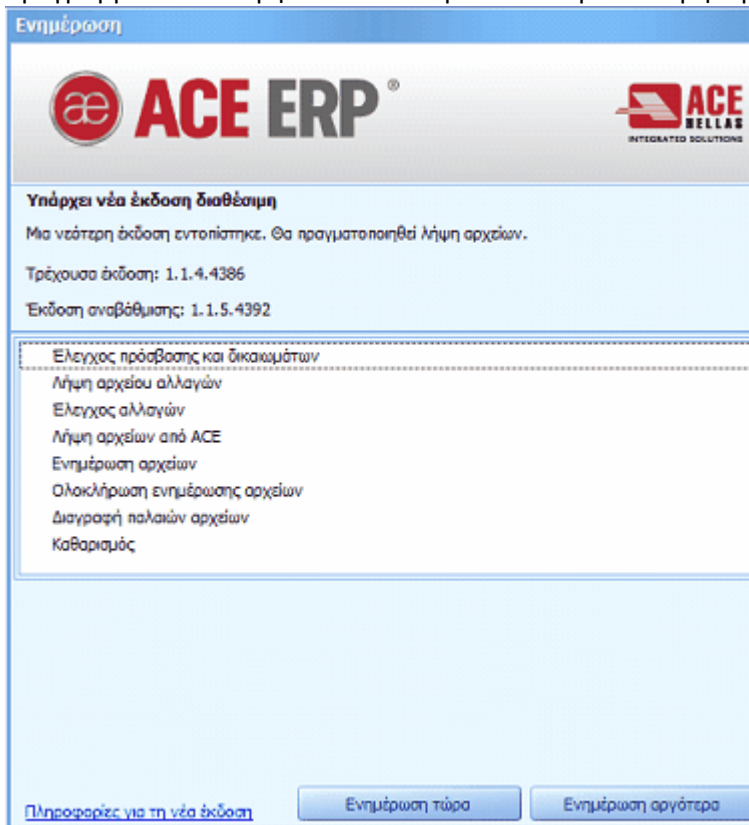 Ενημέρωση
æ ACE ERP®
ACE
HELLAS
INTEGRATED SOLUTIONS
Υπάρχει νέα έκδοση διαθέσιμη
Μια νεότερη έκδοση εντοπίστηκε. Θα πραγματοποιηθεί λήψη αρχείων.
Τρέχουσα έκδοση: 1.1.4.4386
Έκδοση αναβάθμισης: 1.1.5.4392
Έλεγχος πρόσβασης και δικαιωμάτων
Λήψη αρχείου αλλαγών
Έλεγχος αλλαγών
Λήψη αρχείων από ACE
Ενημέρωση αρχείων
Ολοκλήρωση ενημέρωσης αρχείων
Διαγραφή παλαιών αρχείων
Καθαρισμός
Πληροφορίες για τη νέα έκδοση
Ενημέρωση τώρα
Ενημέρωση αργότερα